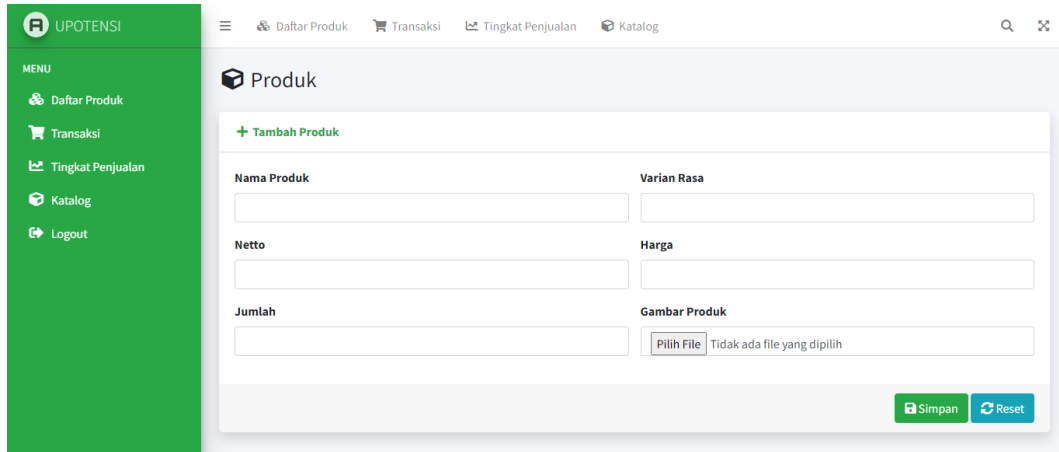 UPOTENSI
Daftar Produk Transaksi Tingkat Penjualan Katalog
MENU
Daftar Produk
Transaksi
Tingkat Penjualan
Katalog
Logout
Produk
Tambah Produk
Nama Produk Varian Rasa
Netto Harga
Jumlah Gambar Produk
Pilih File Tidak ada file yang dipilih
Simpan Reset